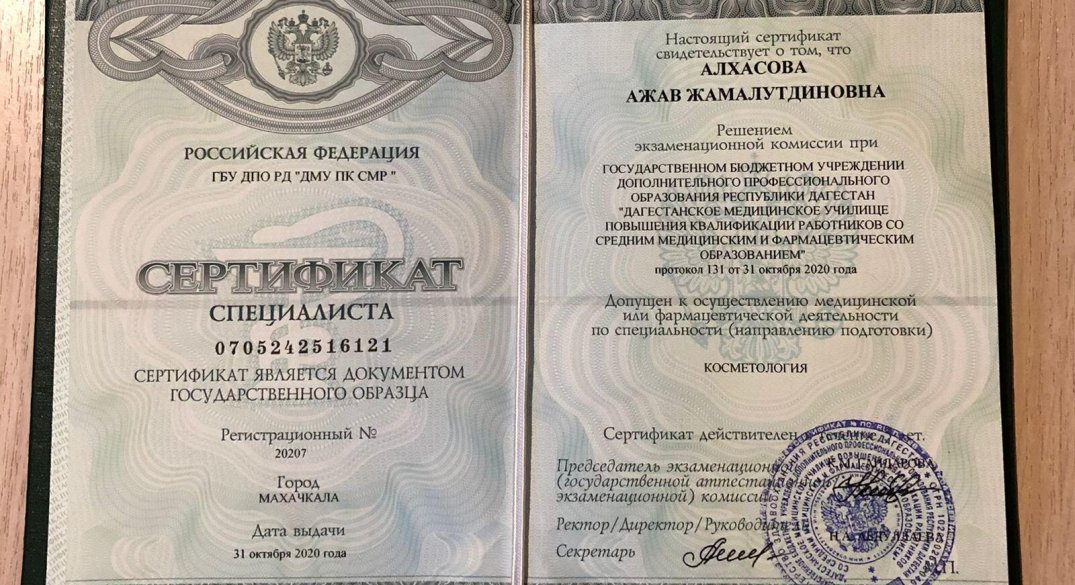 РОССИЙСКАЯ ФЕДЕРАЦИЯ
ГБУ ДПО РД "ДМУ ПК СМР "
СЕРТИФИКАТ
СПЕЦИАЛИСТА
0705242516121
СЕРТИФИКАТ ЯВЛЯЕТСЯ ДОКУМЕНТОМ
ГОСУДАРСТВЕННОГО ОБРАЗЦА
Регистрационный №
20207
Город
МАХАЧКАЛА
Дата выдачи
31 октября 2020 года
Настоящий сертификат
свидетельствует о том, что
АЛХАСОВА
АЖАВ ЖАМАЛУТДИНОВНА
Решением
экзаменационной комиссии при
ГОСУДАРСТВЕННОМ БЮДЖЕТНОМ УЧРЕЖДЕНИИ
ДОПОЛНИТЕЛЬНОГО ПРОФЕССИОНАЛЬНОГО
ОБРАЗОВАНИЯ РЕСПУБЛИКИ ДАГЕСТАН
"ДАГЕСТАНСКОЕ МЕДИЦИНСКОЕ УЧИЛИЩЕ
ПОВЫШЕНИЯ КВАЛИФИКАЦИИ РАБОТНИКОВ СО
СРЕДНИМ МЕДИЦИНСКИМ И ФАРМАЦЕВТИЧЕСКИМ
ОБРАЗОВАНИЕМ"
протокол 131 от 31 октября 2020 года
Допущен к осуществлению медицинской
или фармацевтической деятельности
по специальности (направлению подготовки)
КОСМЕТОЛОГИЯ
Сертификат действителен лет.
Председатель экзаменационной
(государственной
экзаменационной) комиссии
Ректор/Директор/Руководитель
Секретарь
М.П.